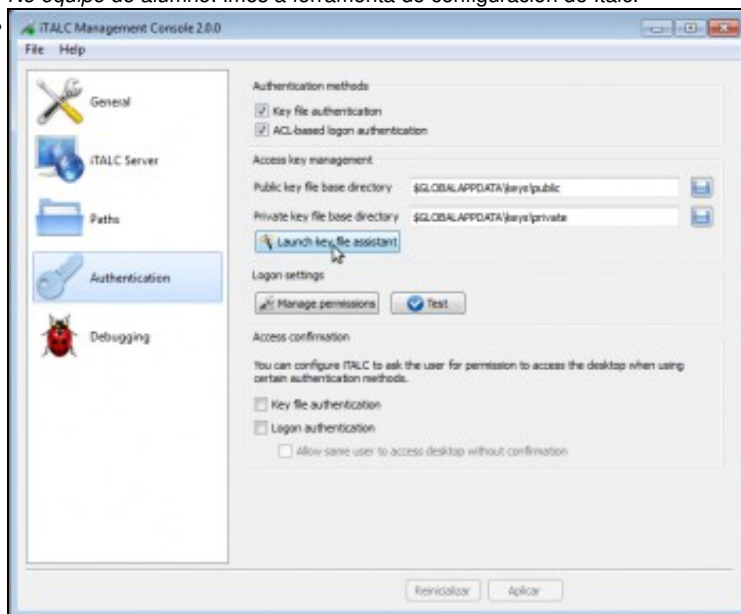 No equipo do alumno: Imos á ferramenta de configuración de Italc.
iTALC Management Console 2.0.0
File Help
General
iTALC Server
Paths
Authentication
Debugging
Authentication methods
Key file authentication
ACL-based logon authentication
Access key management
Public key file base directory $GLOBALAPPDATA\keys\public
Private key file base directory $GLOBALAPPDATA\keys\private
Launch key file assistant
Logon settings
Manage permissions Test
Access confirmation
You can configure iTALC to ask the user for permission to access the desktop when using
certain authentication methods.
Key file authentication
Logon authentication
Allow same user to access desktop without confirmation
Reinicializar Aplicar